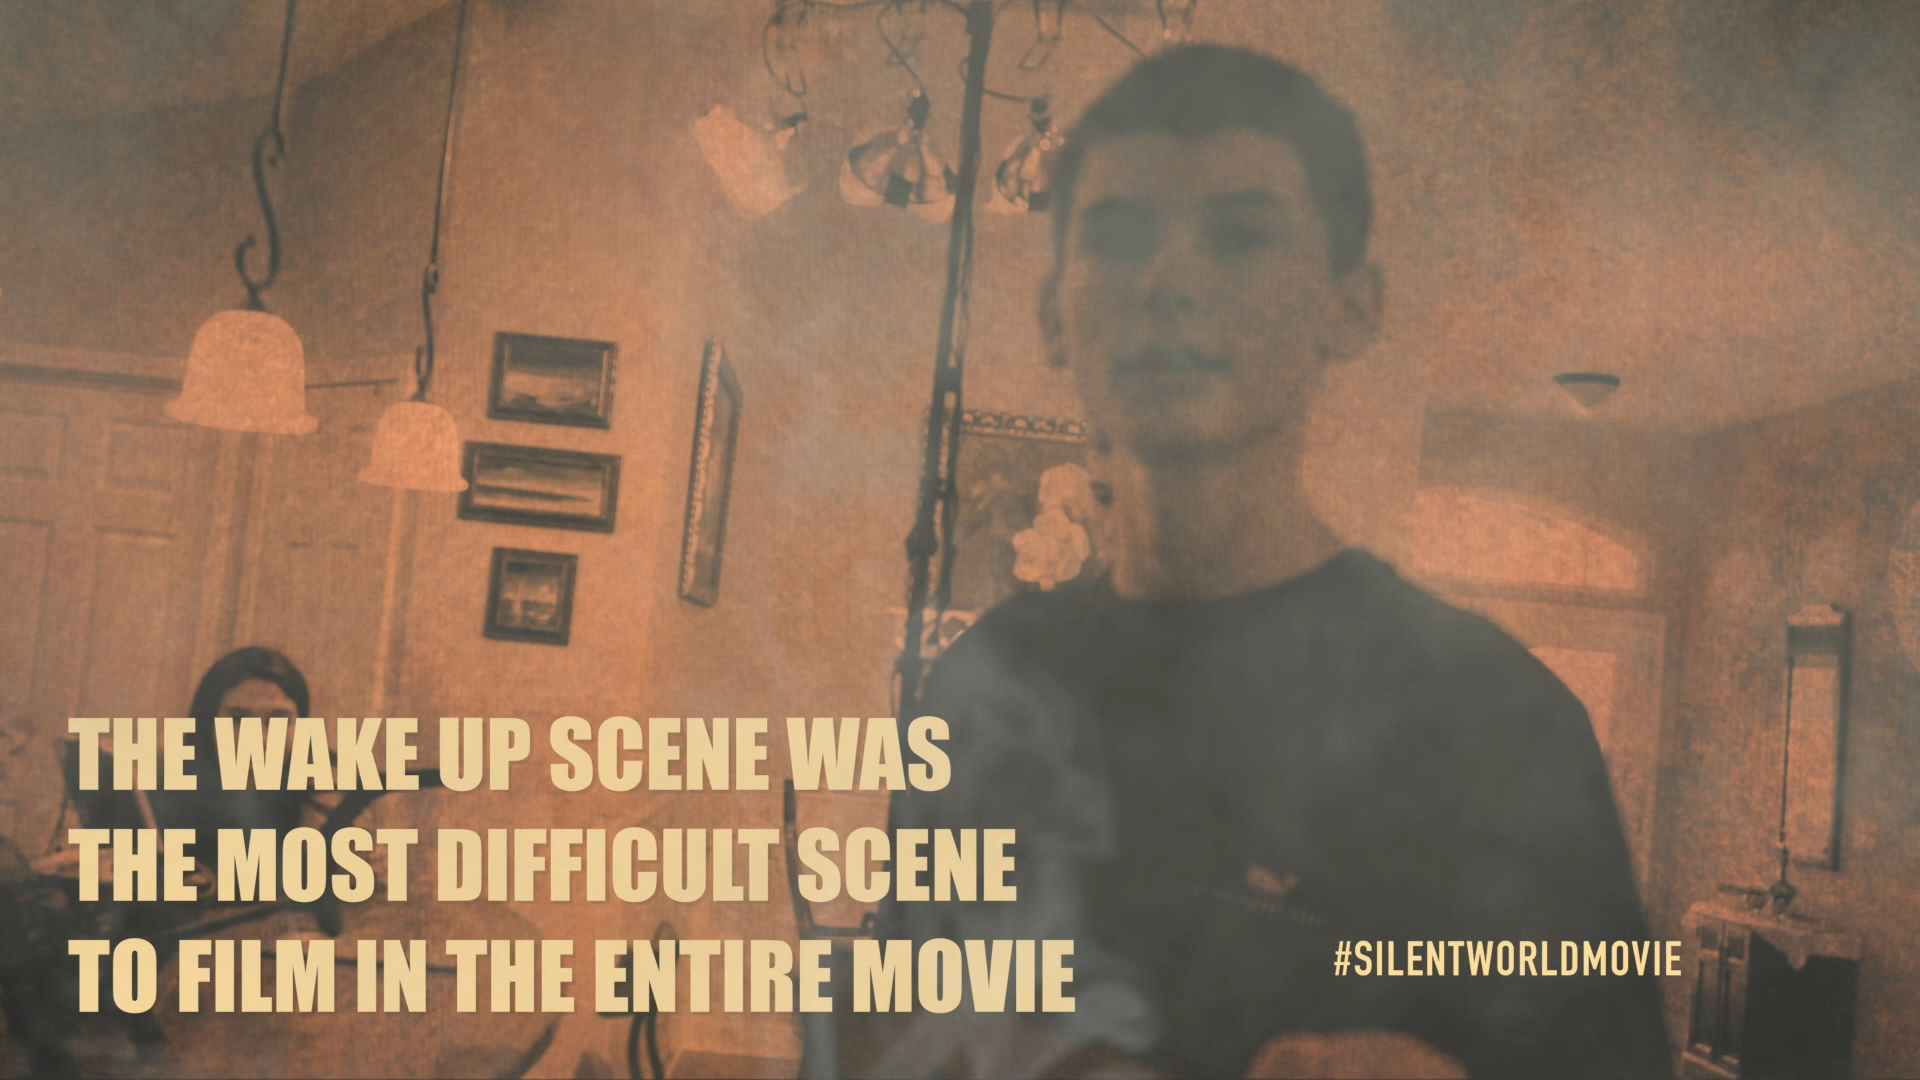 THE WAKE UP SCENE WAS
THE MOST DIFFICULT SCENE
TO FILM IN THE ENTIRE MOVIE
#SILENTWORLDMOVIE